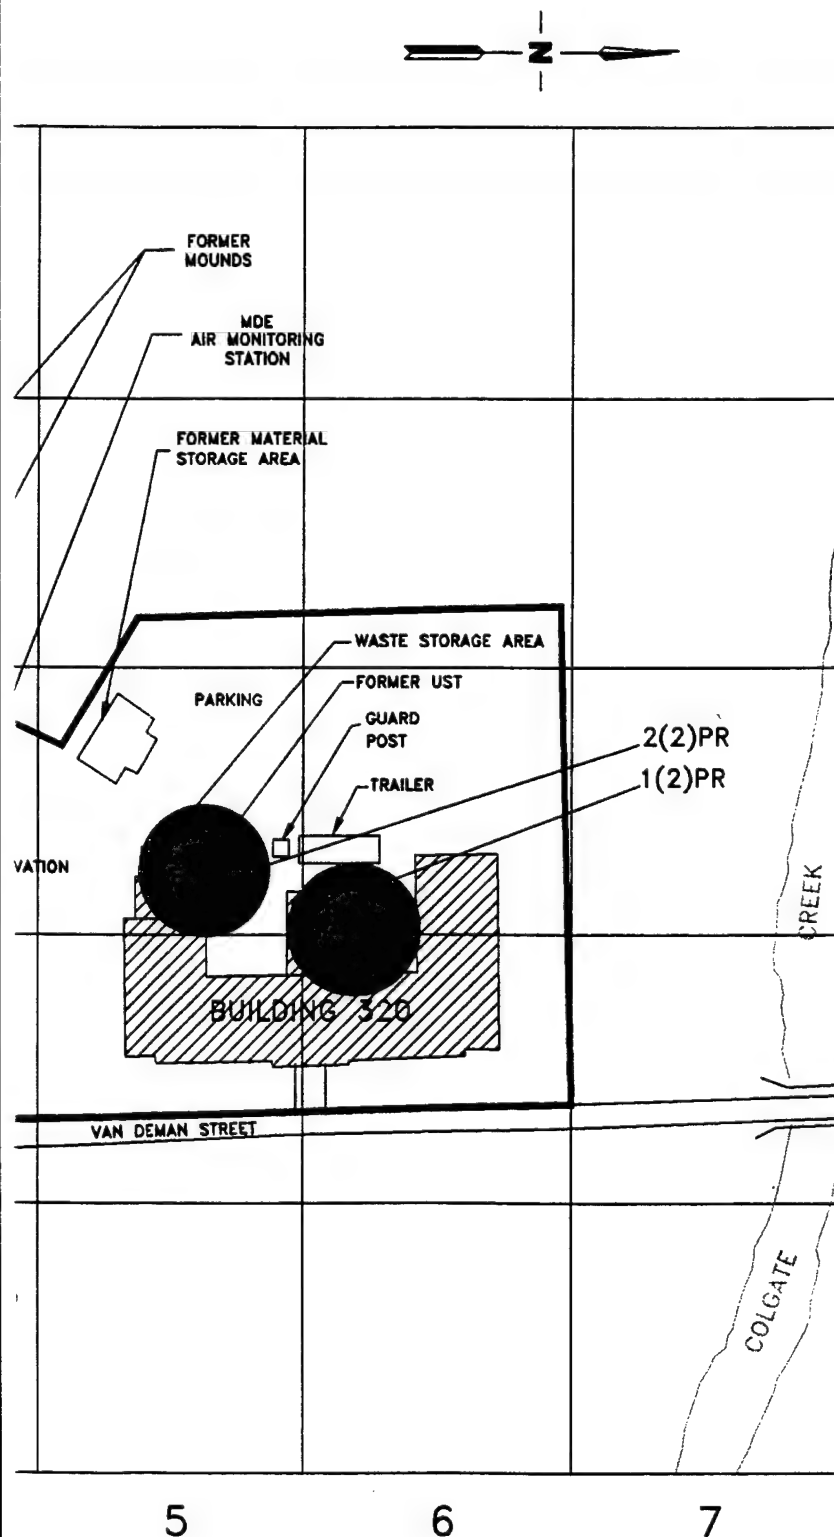 N
FORMER
MOUNDS
MDE
AIR MONITORING
STATION
FORMER MATERIAL
STORAGE AREA
WASTE STORAGE AREA
PARKING
FORMER UST
GUARD
POST
2(2)PR
TRAILER
1(2)PR
VATION
CREEK
BUILDING 320
VAN DEMAN STREET
COLGATE
5
6
7